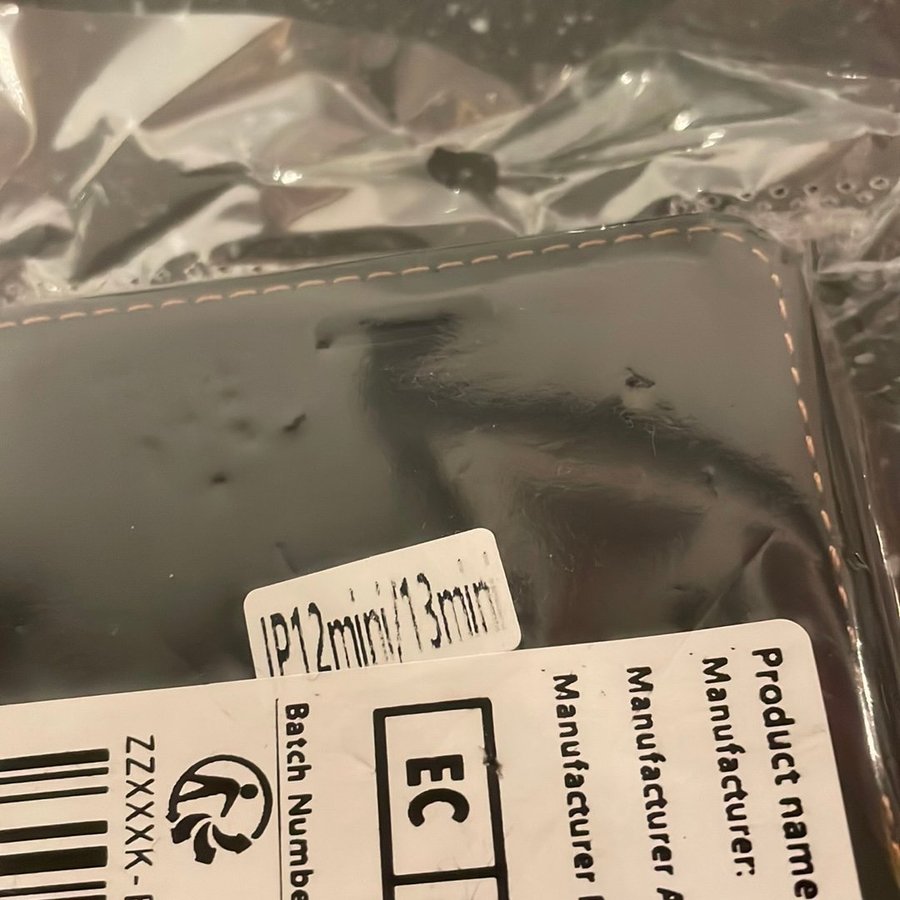 IP12mini/13mini
Product name
Manufacturer:
Manufacturer
Manufacturer
EC
Batch Numbe
ZZXXXK-